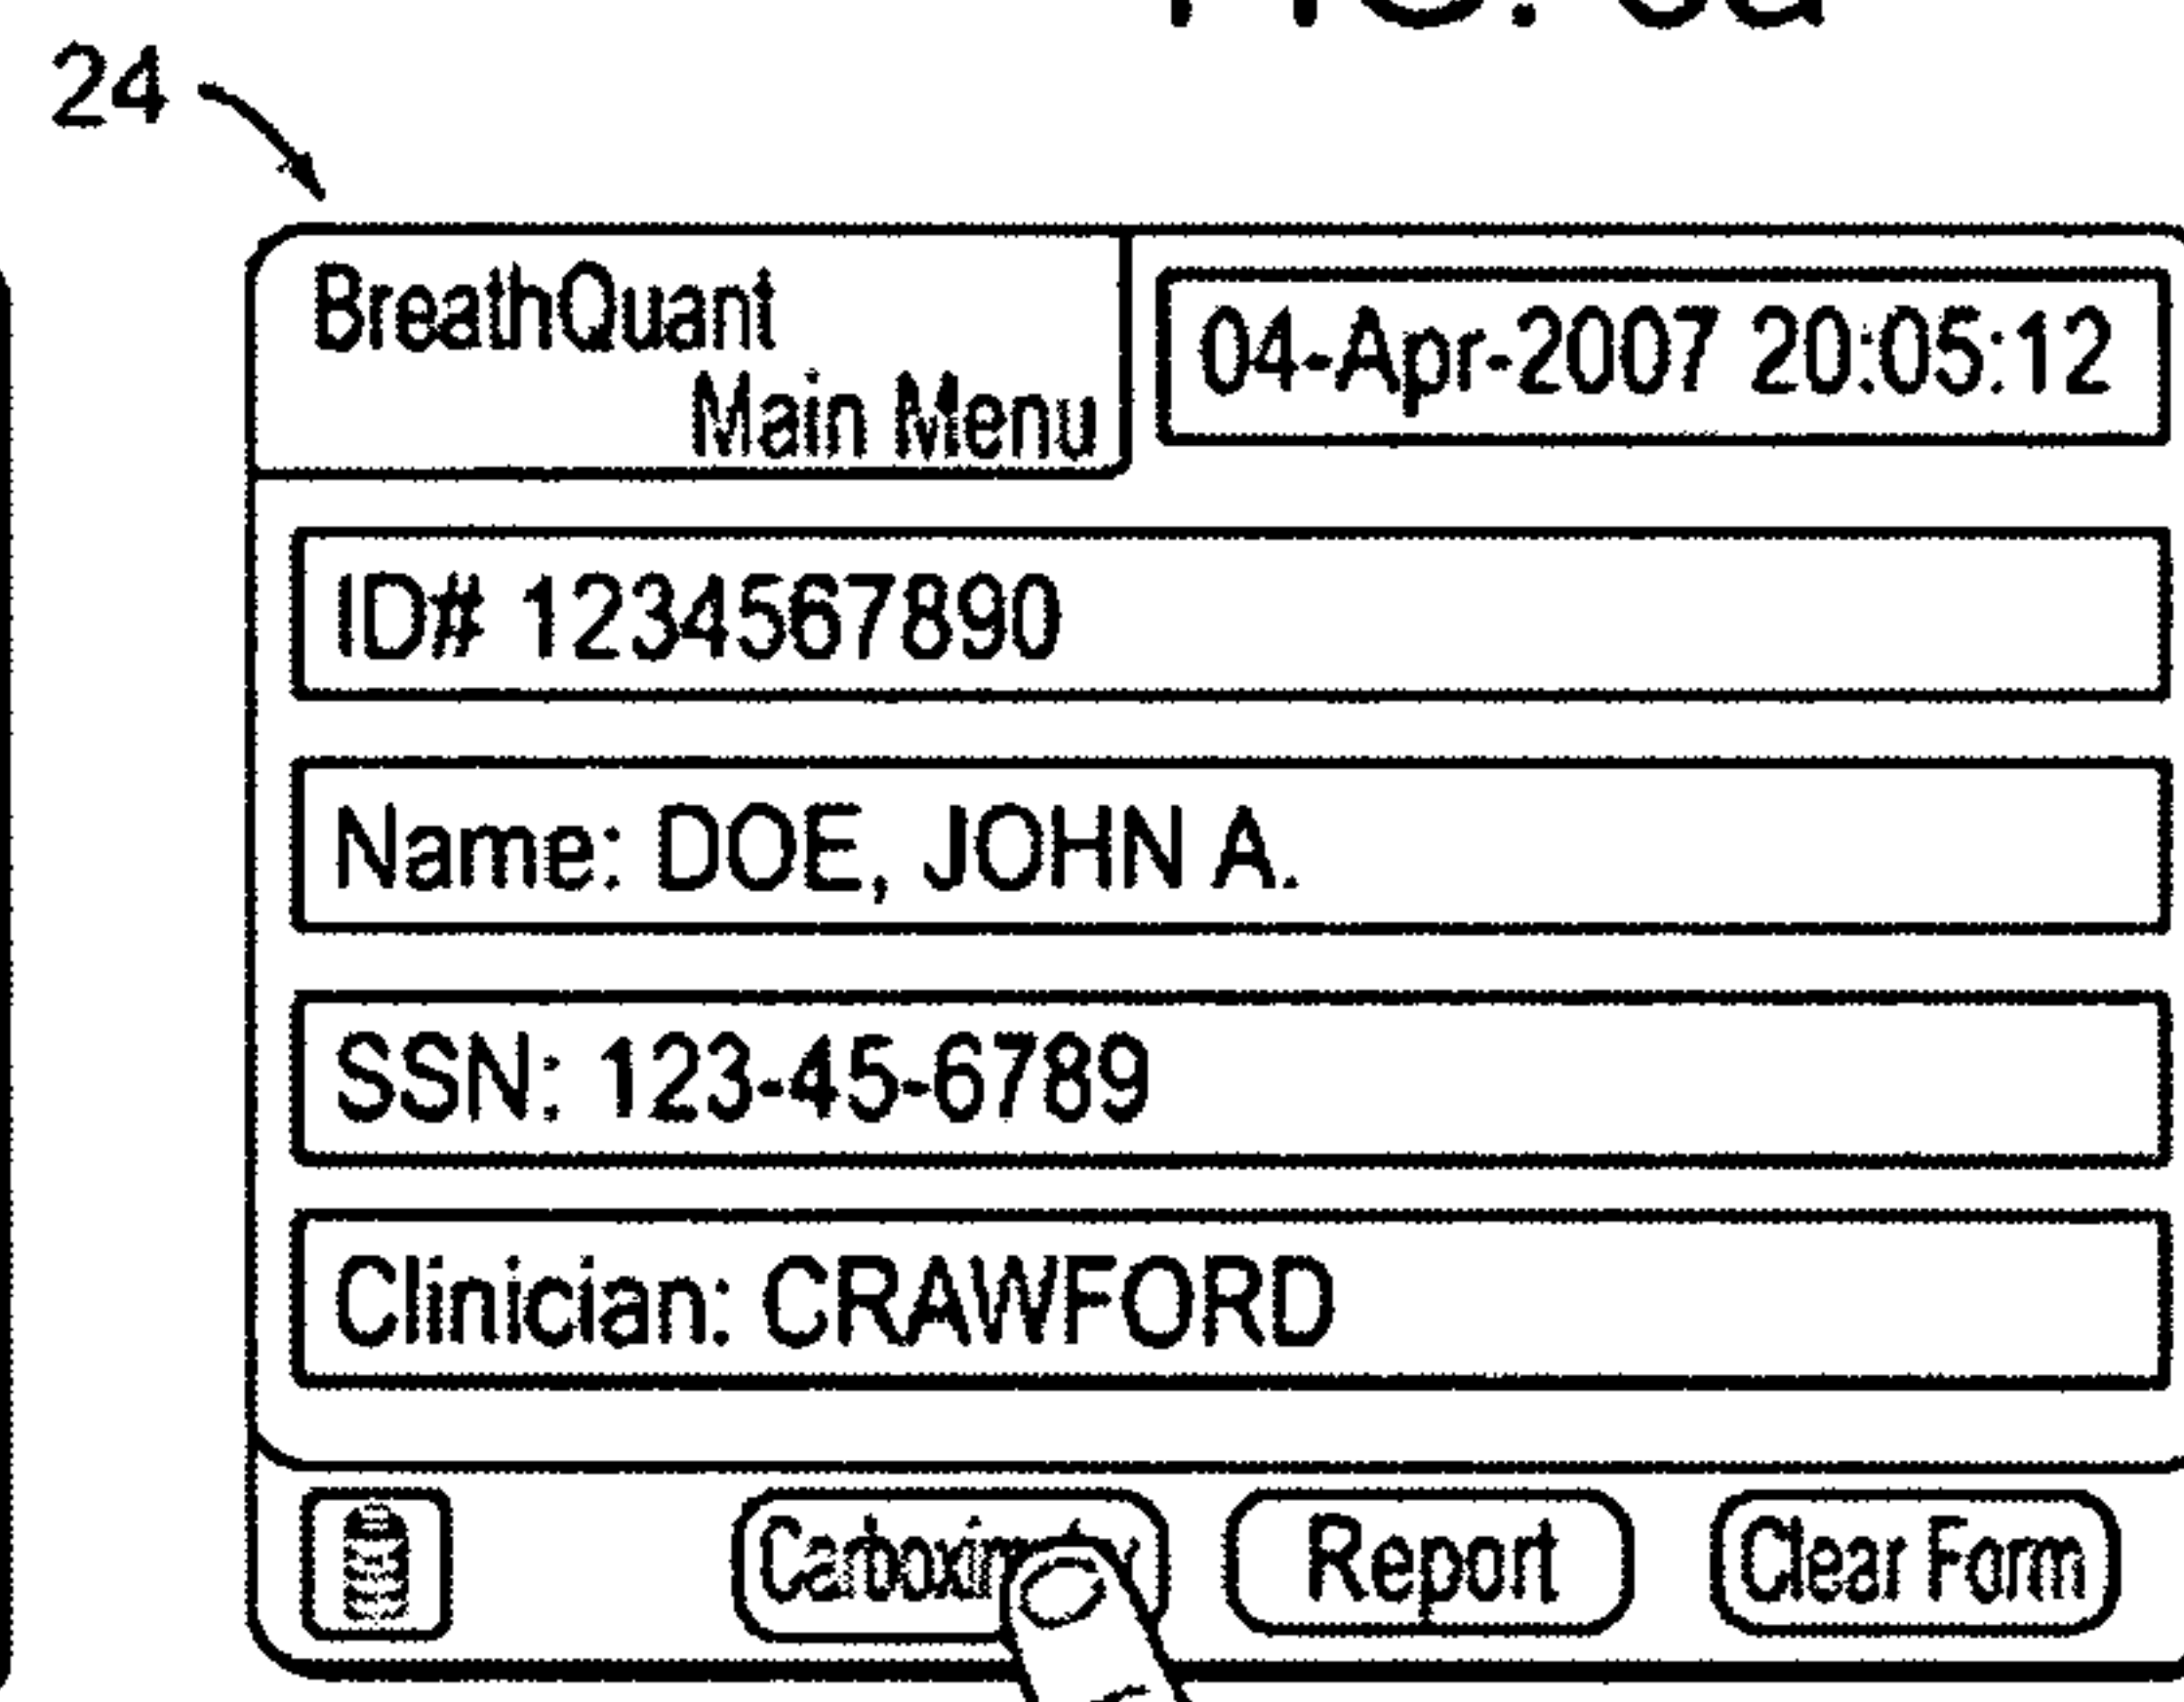 24
BreathQuant
Main Menu
04-Apr-2007 20:05:12
ID# 1234567890
Name: DOE, JOHN A.
SSN: 123-45-6789
Clinician: CRAWFORD
Report
Clear Form